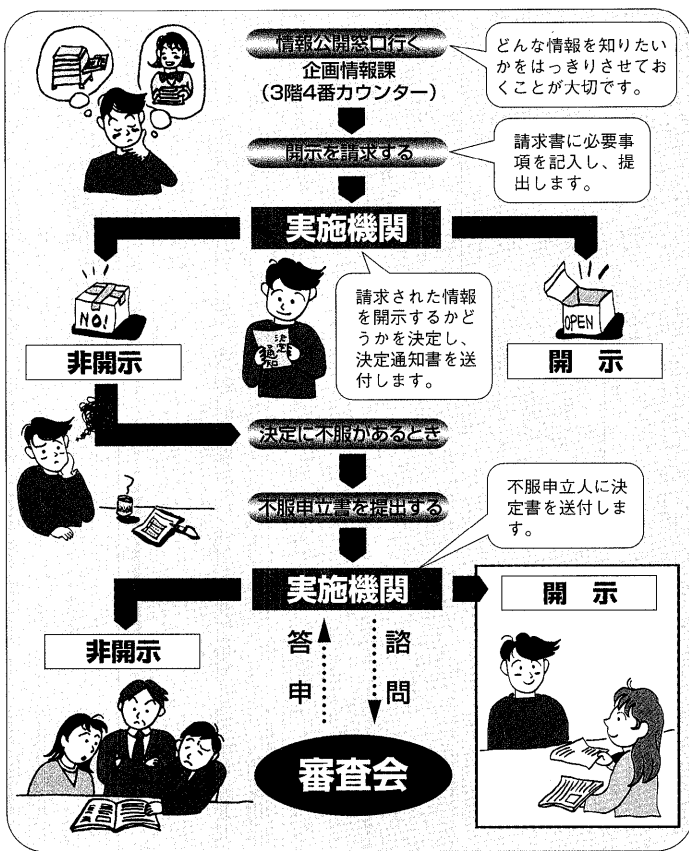 情報公開窓口行く
企画情報課
(3階4番カウンター)
どんな情報を知りたい
かをはっきりさせてお
くことが大切です。
開示を請求する
請求書に必要事
項を記入し、提
出します。
実施機関
請求された情報
を開示するかど
うかを決定し、
決定通知書を送
付します。
NO!
非開示
決定
通知
OPEN
開 示
決定に不服があるとき
不服申立書を提出する
不服申立人に決
定書を送付しま
す。
実施機関
非開示
開 示
答申
諮問
審査会